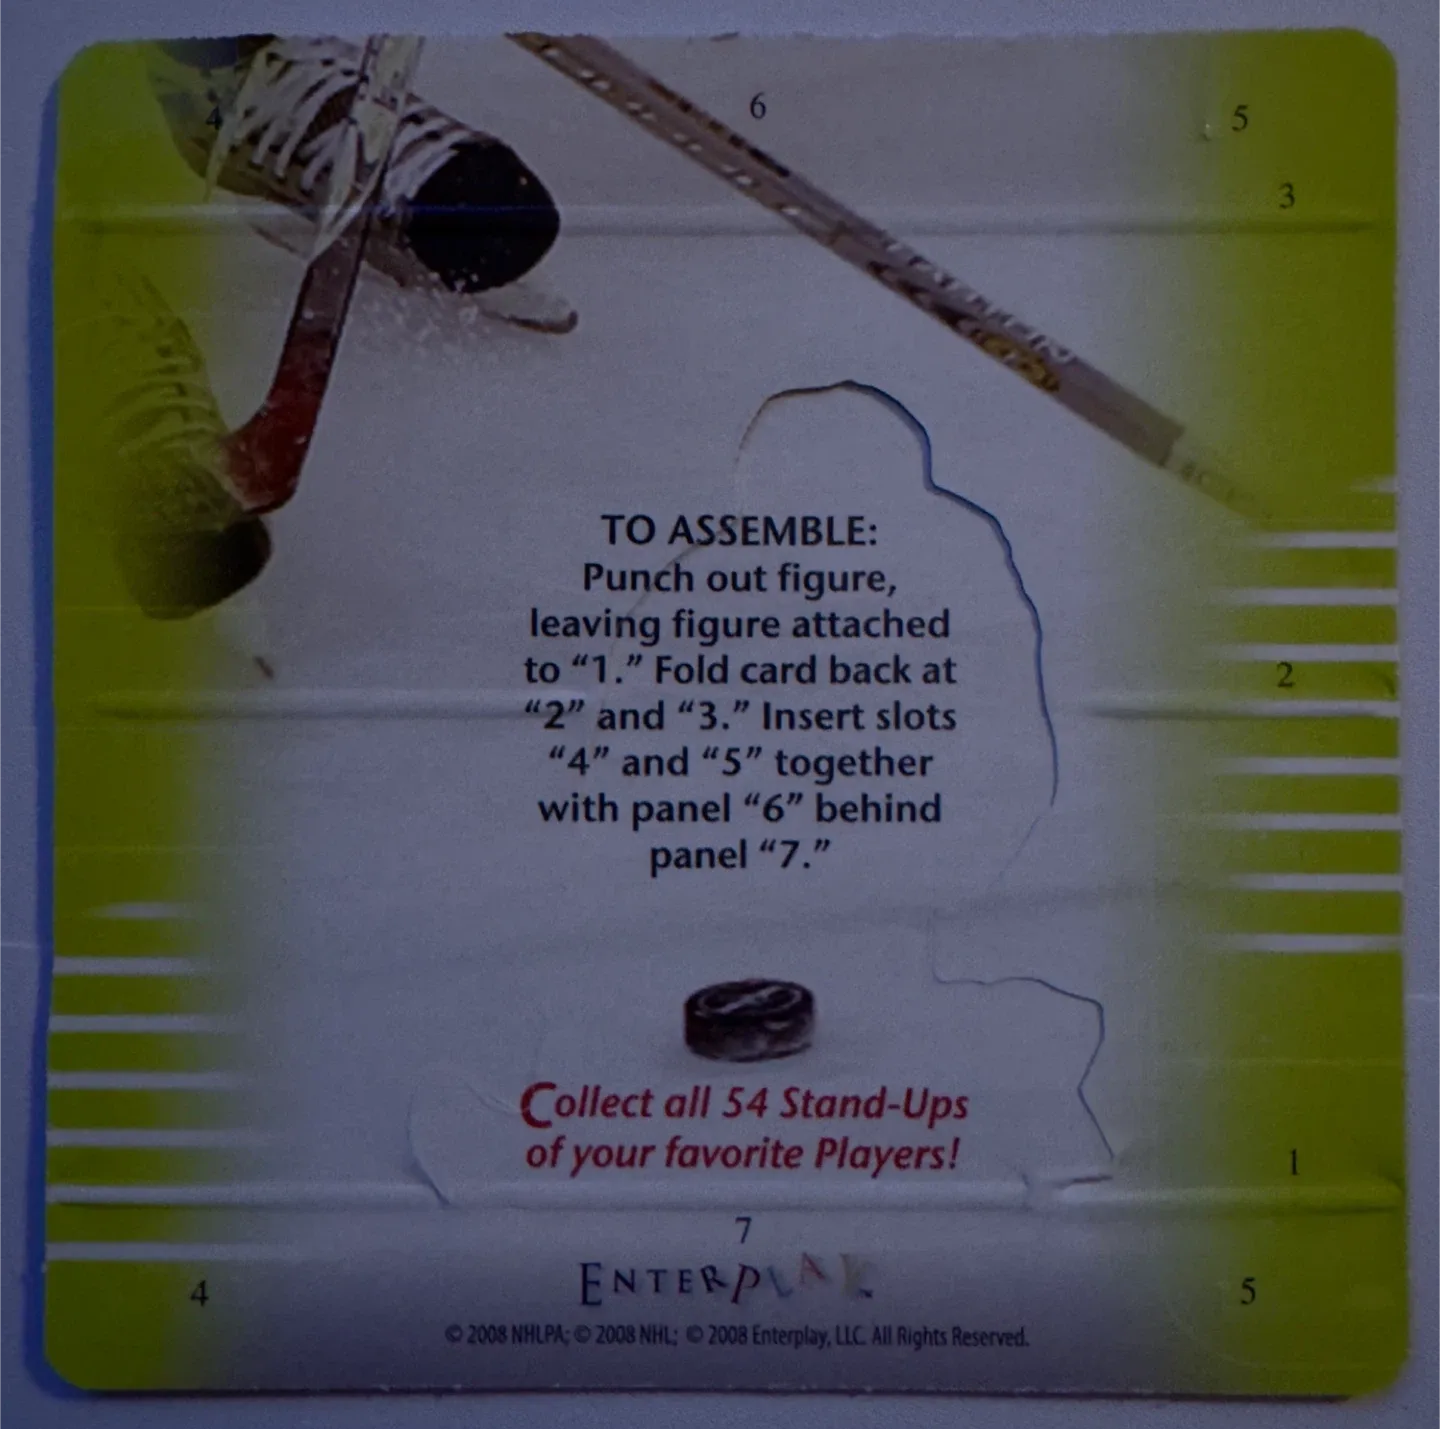 4 6 5
3
TO ASSEMBLE:
Punch out figure,
leaving figure attached
to “1.” Fold card back at
“2” and “3.” Insert slots
“4” and “5” together
with panel “6” behind
panel “7.”
2
Collect all 54 Stand-Ups
of your favorite Players!
1
7
ENTERPLAY™
4 5
© 2008 NHLPA; © 2008 NHL; © 2008 Enterplay, LLC. All Rights Reserved.